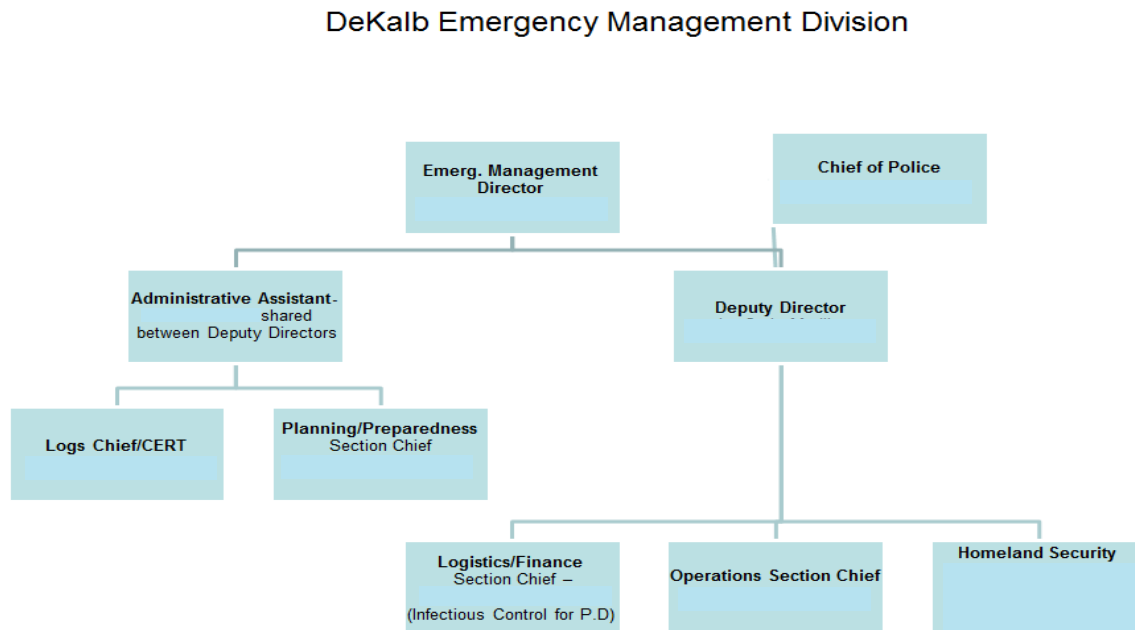 DeKalb Emergency Management Division
Emerg. Management
Director
Chief of Police
Administrative Assistant-
shared
between Deputy Directors
Deputy Director
Logs Chief/CERT
Planning/Preparedness
Section Chief
Logistics/Finance
Section Chief –
(Infectious Control for P.D)
Operations Section Chief
Homeland Security